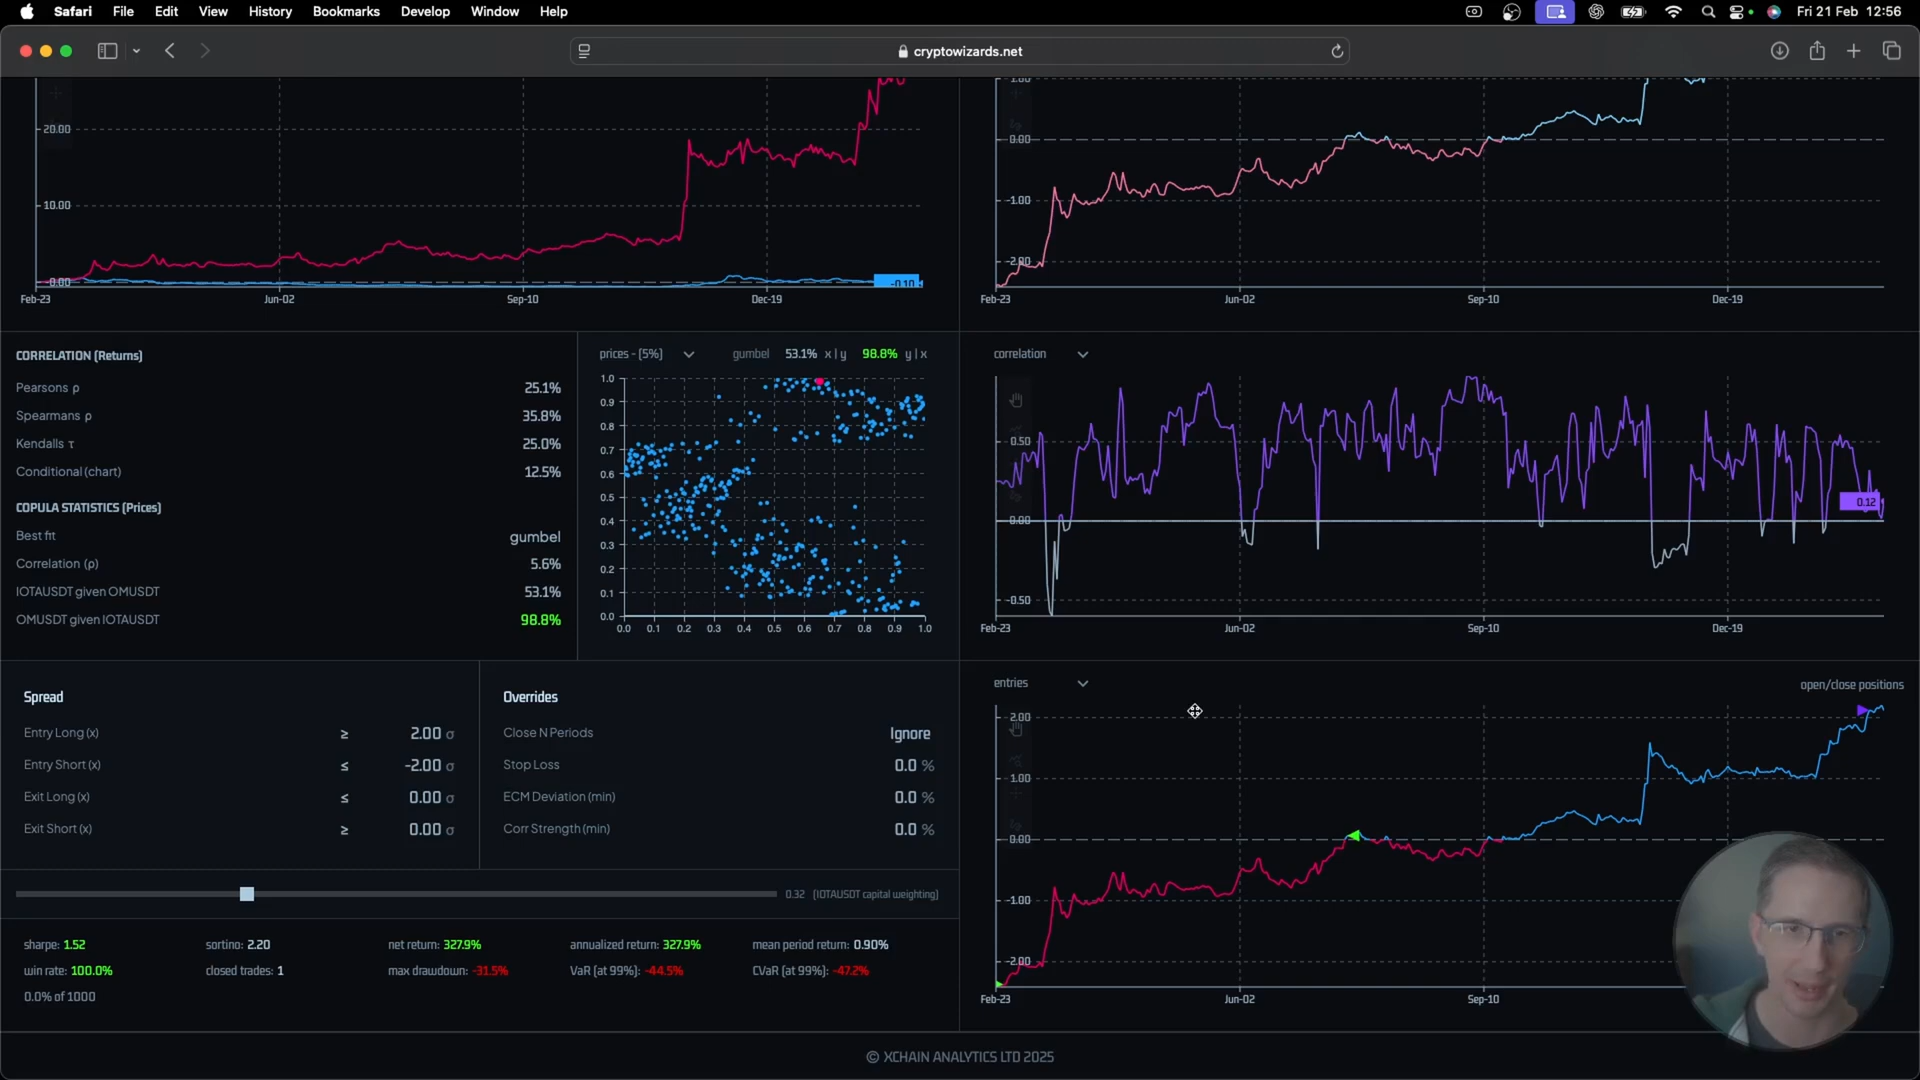 Safari File Edit View History Bookmarks Develop Window Help Fri 21 Feb 12:56
cryptowizards.net
20.00
10.00
0.00
-0.10
Feb-23 Jun-02 Sep-10 Dec-19
0.00
-1.00
Feb-23 Jun-02 Sep-10 Dec-19
CORRELATION (Returns)
Pearsons ρ 25.1%
Spearmans ρ 35.8%
Kendalls τ 25.0%
Conditional (chart) 12.5%
COPULA STATISTICS (Prices)
Best fit gumbel
Correlation (ρ) 5.6%
IOTAUSDT given OMUSDT 53.1%
OMUSDT given IOTAUSDT 98.8%
prices - (5%) gumbel 53.1% x | y 98.8% y | x
1.0
0.9
0.8
0.7
0.6
0.5
0.4
0.3
0.2
0.1
0.0
0.0 0.1 0.2 0.3 0.4 0.5 0.6 0.7 0.8 0.9 1.0
correlation
0.50
0.12
0.00
-0.50
Feb-23 Jun-02 Sep-10 Dec-19
Spread
Entry Long (x) ≥ 2.00 σ
Entry Short (x) ≤ -2.00 σ
Exit Long (x) ≤ 0.00 σ
Exit Short (x) ≥ 0.00 σ
Overrides
Close N Periods Ignore
Stop Loss 0.0 %
ECM Deviation (min) 0.0 %
Corr Strength (min) 0.0 %
entries open/close positions
2.00
1.00
0.00
-1.00
Feb-23 Jun-02 Sep-10
0.32 (IOTAUSDT capital weighting)
sharpe: 1.52 sortino: 2.20 net return: 327.9% annualized return: 327.9% mean period return: 0.90%
win rate: 100.0% closed trades: 1 max drawdown: -31.5% VaR (at 99%): -44.5% CVaR (at 99%): -47.2%
0.0% of 1000
© XCHAIN ANALYTICS LTD 2025